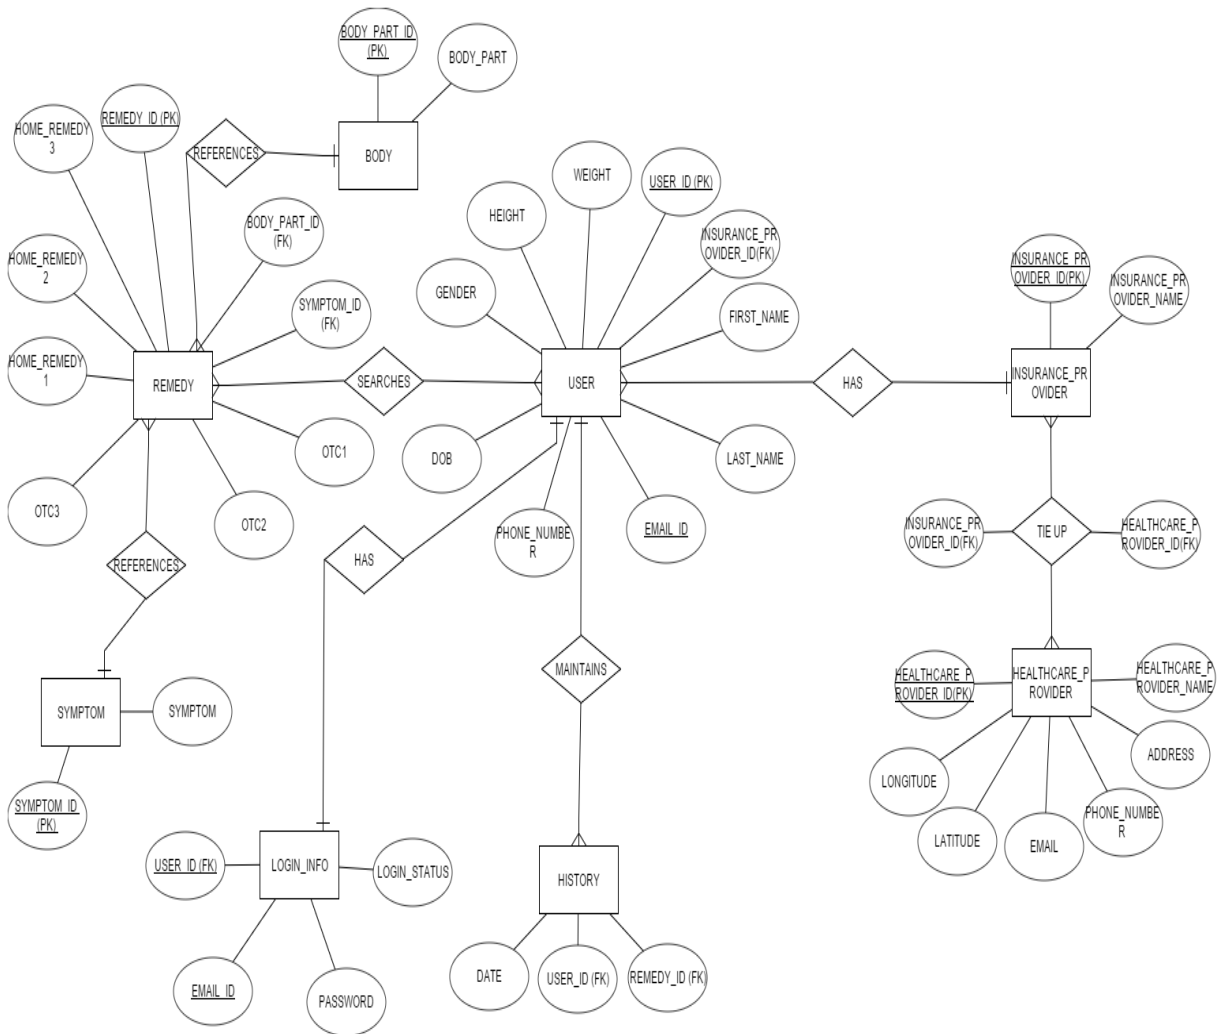 BODY_PART_ID
(PK)
BODY_PART
HOME_REMEDY
3
REMEDY_ID (PK)
REFERENCES
BODY
WEIGHT
USER_ID (PK)
HEIGHT
BODY_PART_ID
(FK)
INSURANCE_PR
OVIDER_ID(FK)
HOME_REMEDY
2
GENDER
SYMPTOM_ID
(FK)
FIRST_NAME
INSURANCE_PR
OVIDER_ID(PK)
INSURANCE_PR
OVIDER_NAME
HOME_REMEDY
1
REMEDY
SEARCHES
USER
HAS
INSURANCE_PR
OVIDER
OTC1
DOB
LAST_NAME
OTC3
OTC2
PHONE_NUMBE
R
EMAIL_ID
INSURANCE_PR
OVIDER_ID(FK)
TIE UP
HEALTHCARE_P
ROVIDER_ID(FK)
REFERENCES
HAS
MAINTAINS
HEALTHCARE_P
ROVIDER_ID(PK)
HEALTHCARE_P
ROVIDER
HEALTHCARE_P
ROVIDER_NAME
SYMPTOM
SYMPTOM
ADDRESS
LONGITUDE
SYMPTOM_ID
(PK)
LATITUDE
EMAIL
PHONE_NUMBE
R
USER_ID (FK)
LOGIN_INFO
LOGIN_STATUS
HISTORY
EMAIL_ID
PASSWORD
DATE
USER_ID (FK)
REMEDY_ID (FK)